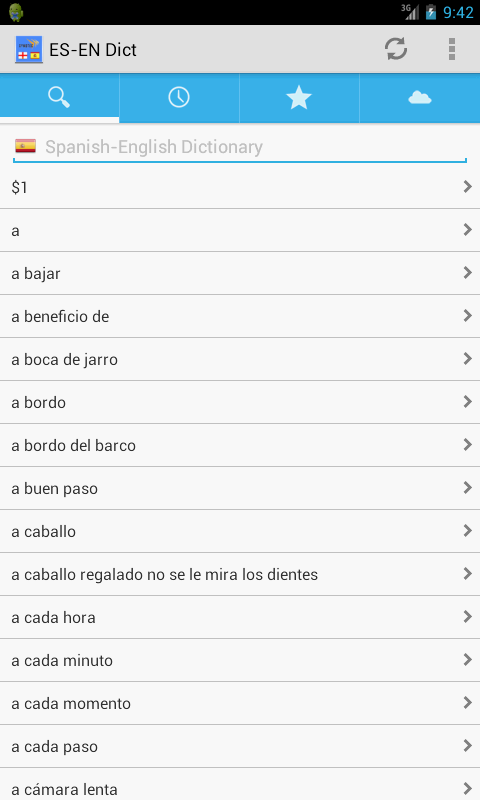 3G 9:42
ES-EN Dict
Spanish-English Dictionary
$1
a
a bajar
a beneficio de
a boca de jarro
a bordo
a bordo del barco
a buen paso
a caballo
a caballo regalado no se le mira los dientes
a cada hora
a cada minuto
a cada momento
a cada paso
a cámara lenta